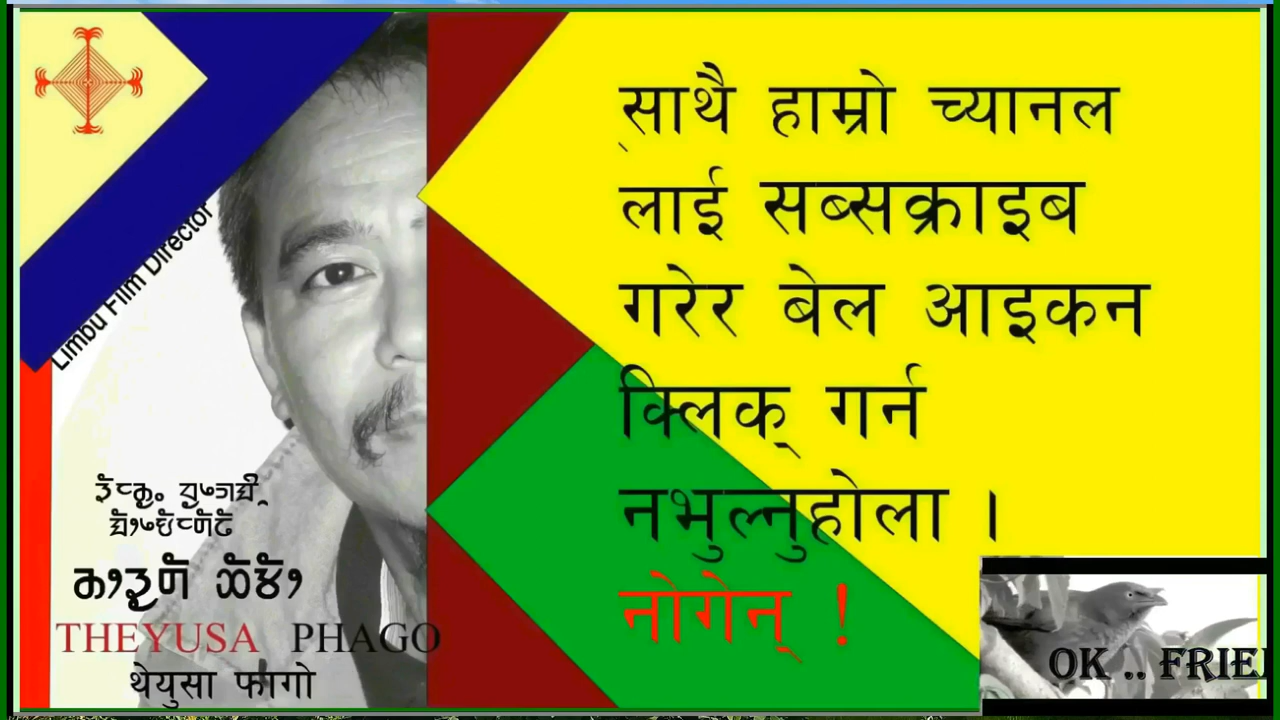 साथै हाम्रो च्यानल
लाई सब्सक्राइब
गरेर बेल आइकन
क्लिक् गर्न
नभुल्नुहोला ।
नोगेन् !
Limbu Film Director
THEYUSA PHAGO
थेयुसा फागो
OK .. FRIE